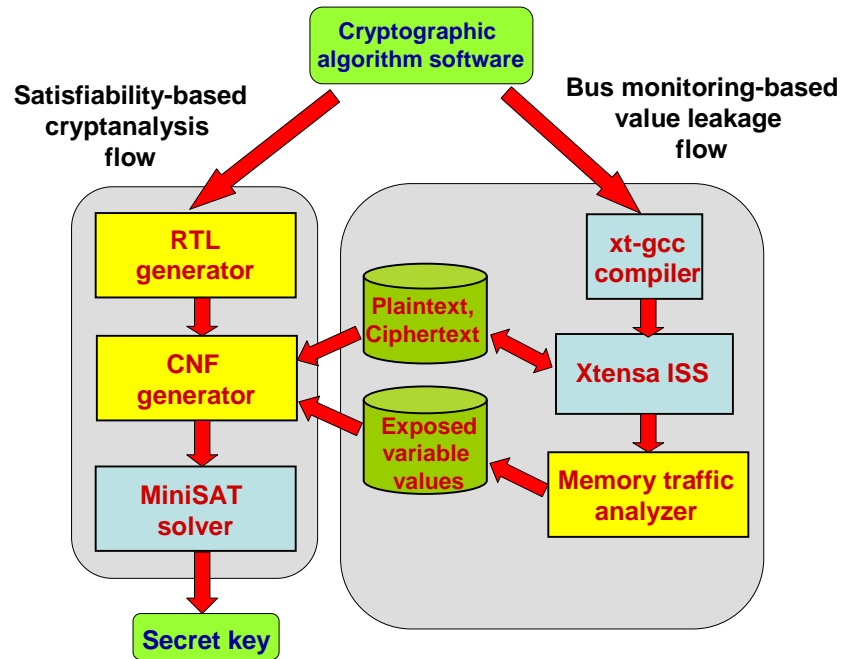 Cryptographic
algorithm software
Satisfiability-based
cryptanalysis
flow
Bus monitoring-based
value leakage
flow
RTL
generator
xt-gcc
compiler
Plaintext,
Ciphertext
CNF
generator
Xtensa ISS
Exposed
variable
values
MiniSAT
solver
Memory traffic
analyzer
Secret key